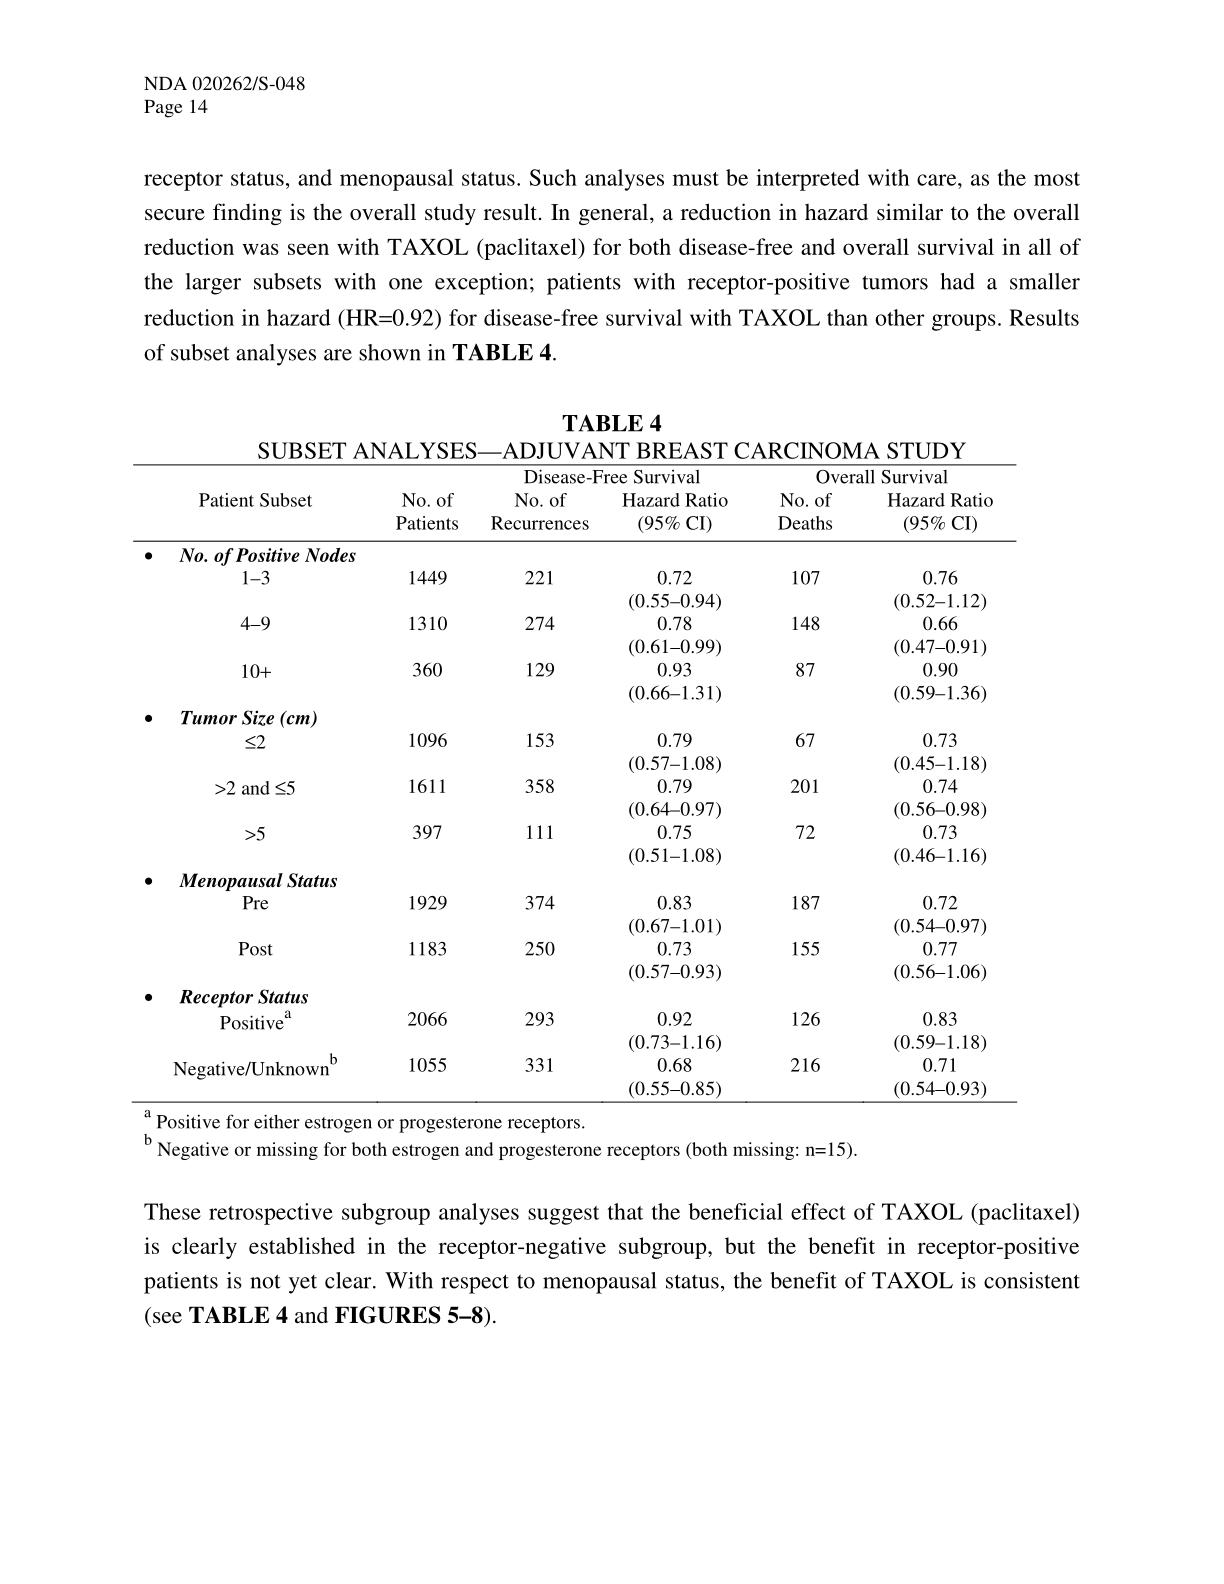 NDA 020262/S-048
Page 14
receptor status, and menopausal status. Such analyses must be interpreted with care, as the most
secure finding is the overall study result. In general, a reduction in hazard similar to the overall
reduction was seen with TAXOL (paclitaxel) for both disease-free and overall survival in all of
the larger subsets with one exception; patients with receptor-positive tumors had a smaller
reduction in hazard (HR=0.92) for disease-free survival with TAXOL than other groups. Results
of subset analyses are shown in TABLE 4.
TABLE 4
SUBSET ANALYSES—ADJUVANT BREAST CARCINOMA STUDY
Disease-Free Survival Overall Survival
Patient Subset No. of No. of Hazard Ratio No. of Hazard Ratio
Patients Recurrences (95% CI) Deaths (95% CI)
• No. of Positive Nodes
1–3 1449 221 0.72 107 0.76
(0.55–0.94) (0.52–1.12)
4–9 1310 274 0.78 148 0.66
(0.61–0.99) (0.47–0.91)
10+ 360 129 0.93 87 0.90
(0.66–1.31) (0.59–1.36)
• Tumor Size (cm)
≤2 1096 153 0.79 67 0.73
(0.57–1.08) (0.45–1.18)
>2 and ≤5 1611 358 0.79 201 0.74
(0.64–0.97) (0.56–0.98)
>5 397 111 0.75 72 0.73
(0.51–1.08) (0.46–1.16)
• Menopausal Status
Pre 1929 374 0.83 187 0.72
(0.67–1.01) (0.54–0.97)
Post 1183 250 0.73 155 0.77
(0.57–0.93) (0.56–1.06)
• Receptor Status
Positive^a 2066 293 0.92 126 0.83
(0.73–1.16) (0.59–1.18)
Negative/Unknown^b 1055 331 0.68 216 0.71
(0.55–0.85) (0.54–0.93)
^a Positive for either estrogen or progesterone receptors.
^b Negative or missing for both estrogen and progesterone receptors (both missing: n=15).
These retrospective subgroup analyses suggest that the beneficial effect of TAXOL (paclitaxel)
is clearly established in the receptor-negative subgroup, but the benefit in receptor-positive
patients is not yet clear. With respect to menopausal status, the benefit of TAXOL is consistent
(see TABLE 4 and FIGURES 5–8).